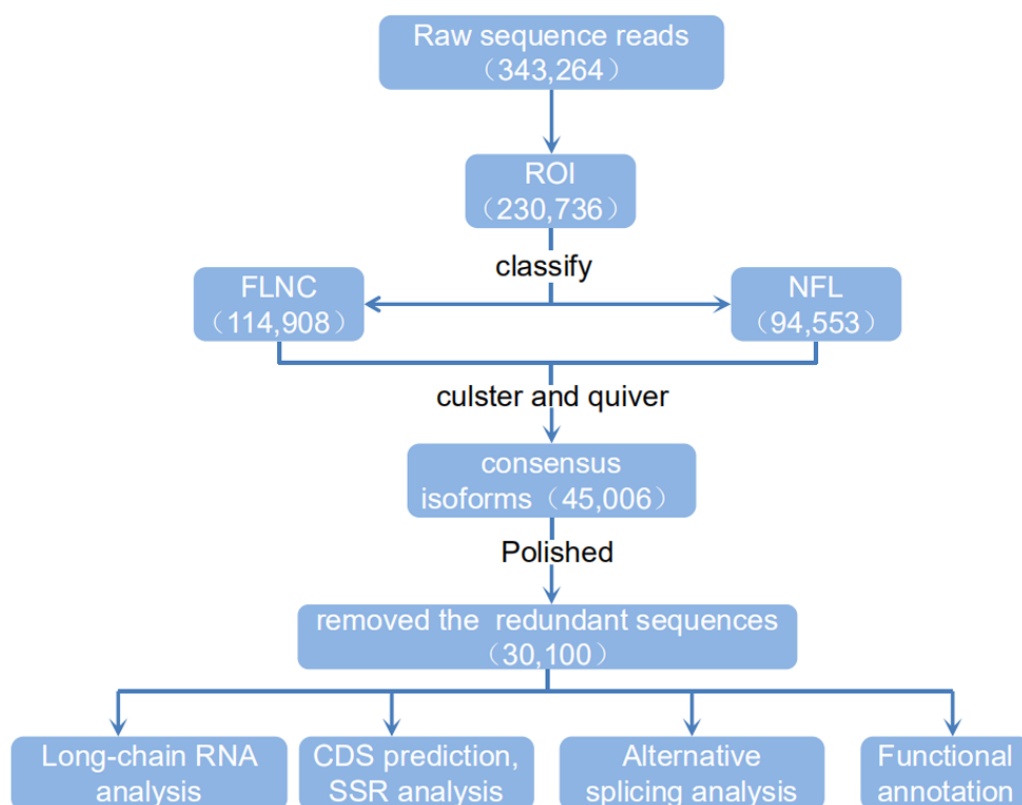 Raw sequence reads
（343,264）
ROI
（230,736）
classify
FLNC
（114,908）
NFL
（94,553）
culster and quiver
consensus
isoforms（45,006）
Polished
removed the redundant sequences
（30,100）
Long-chain RNA
analysis
CDS prediction,
SSR analysis
Alternative
splicing analysis
Functional
annotation